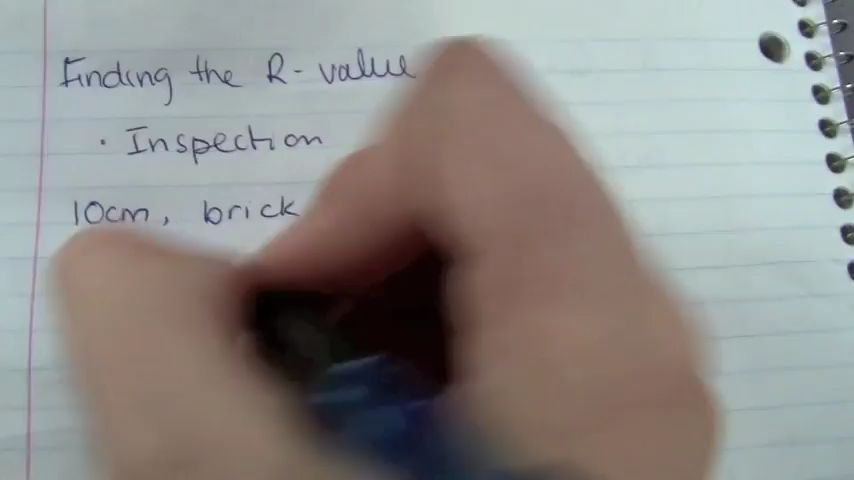 Finding the R-value
• Inspection
10cm, brick